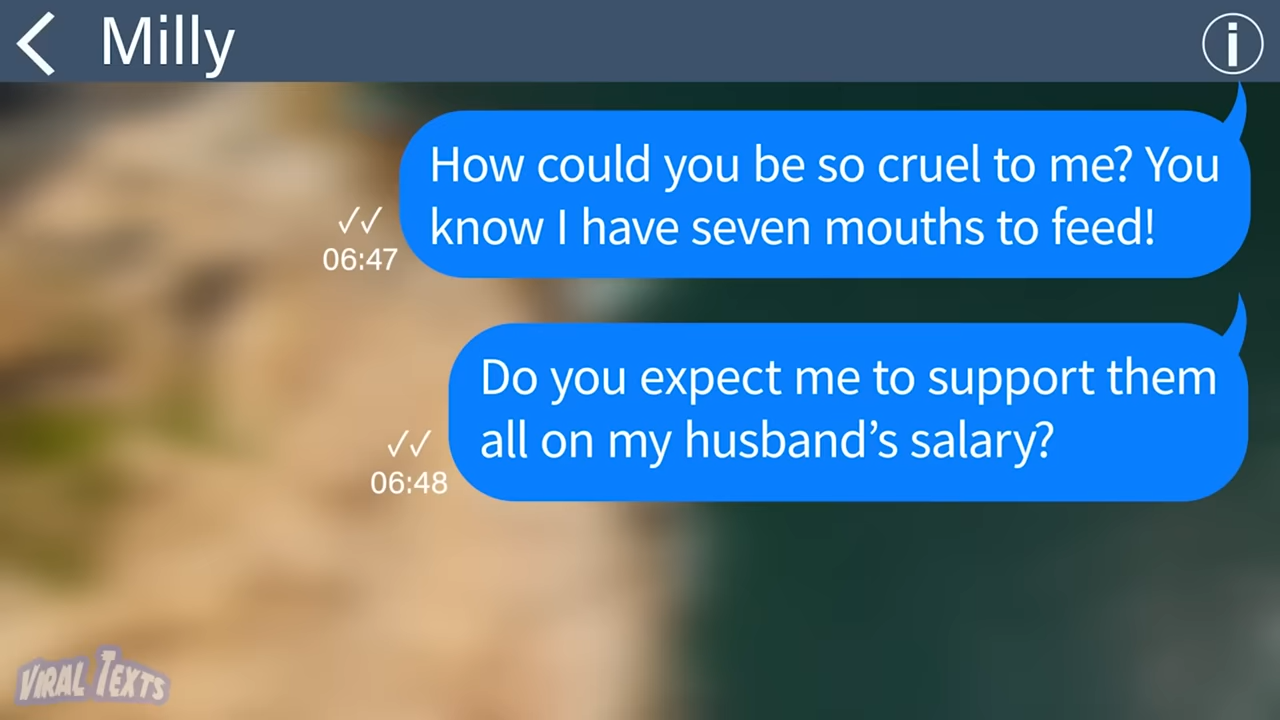 Milly
How could you be so cruel to me? You
know I have seven mouths to feed!
06:47
Do you expect me to support them
all on my husband’s salary?
06:48
VIRAL TEXTS